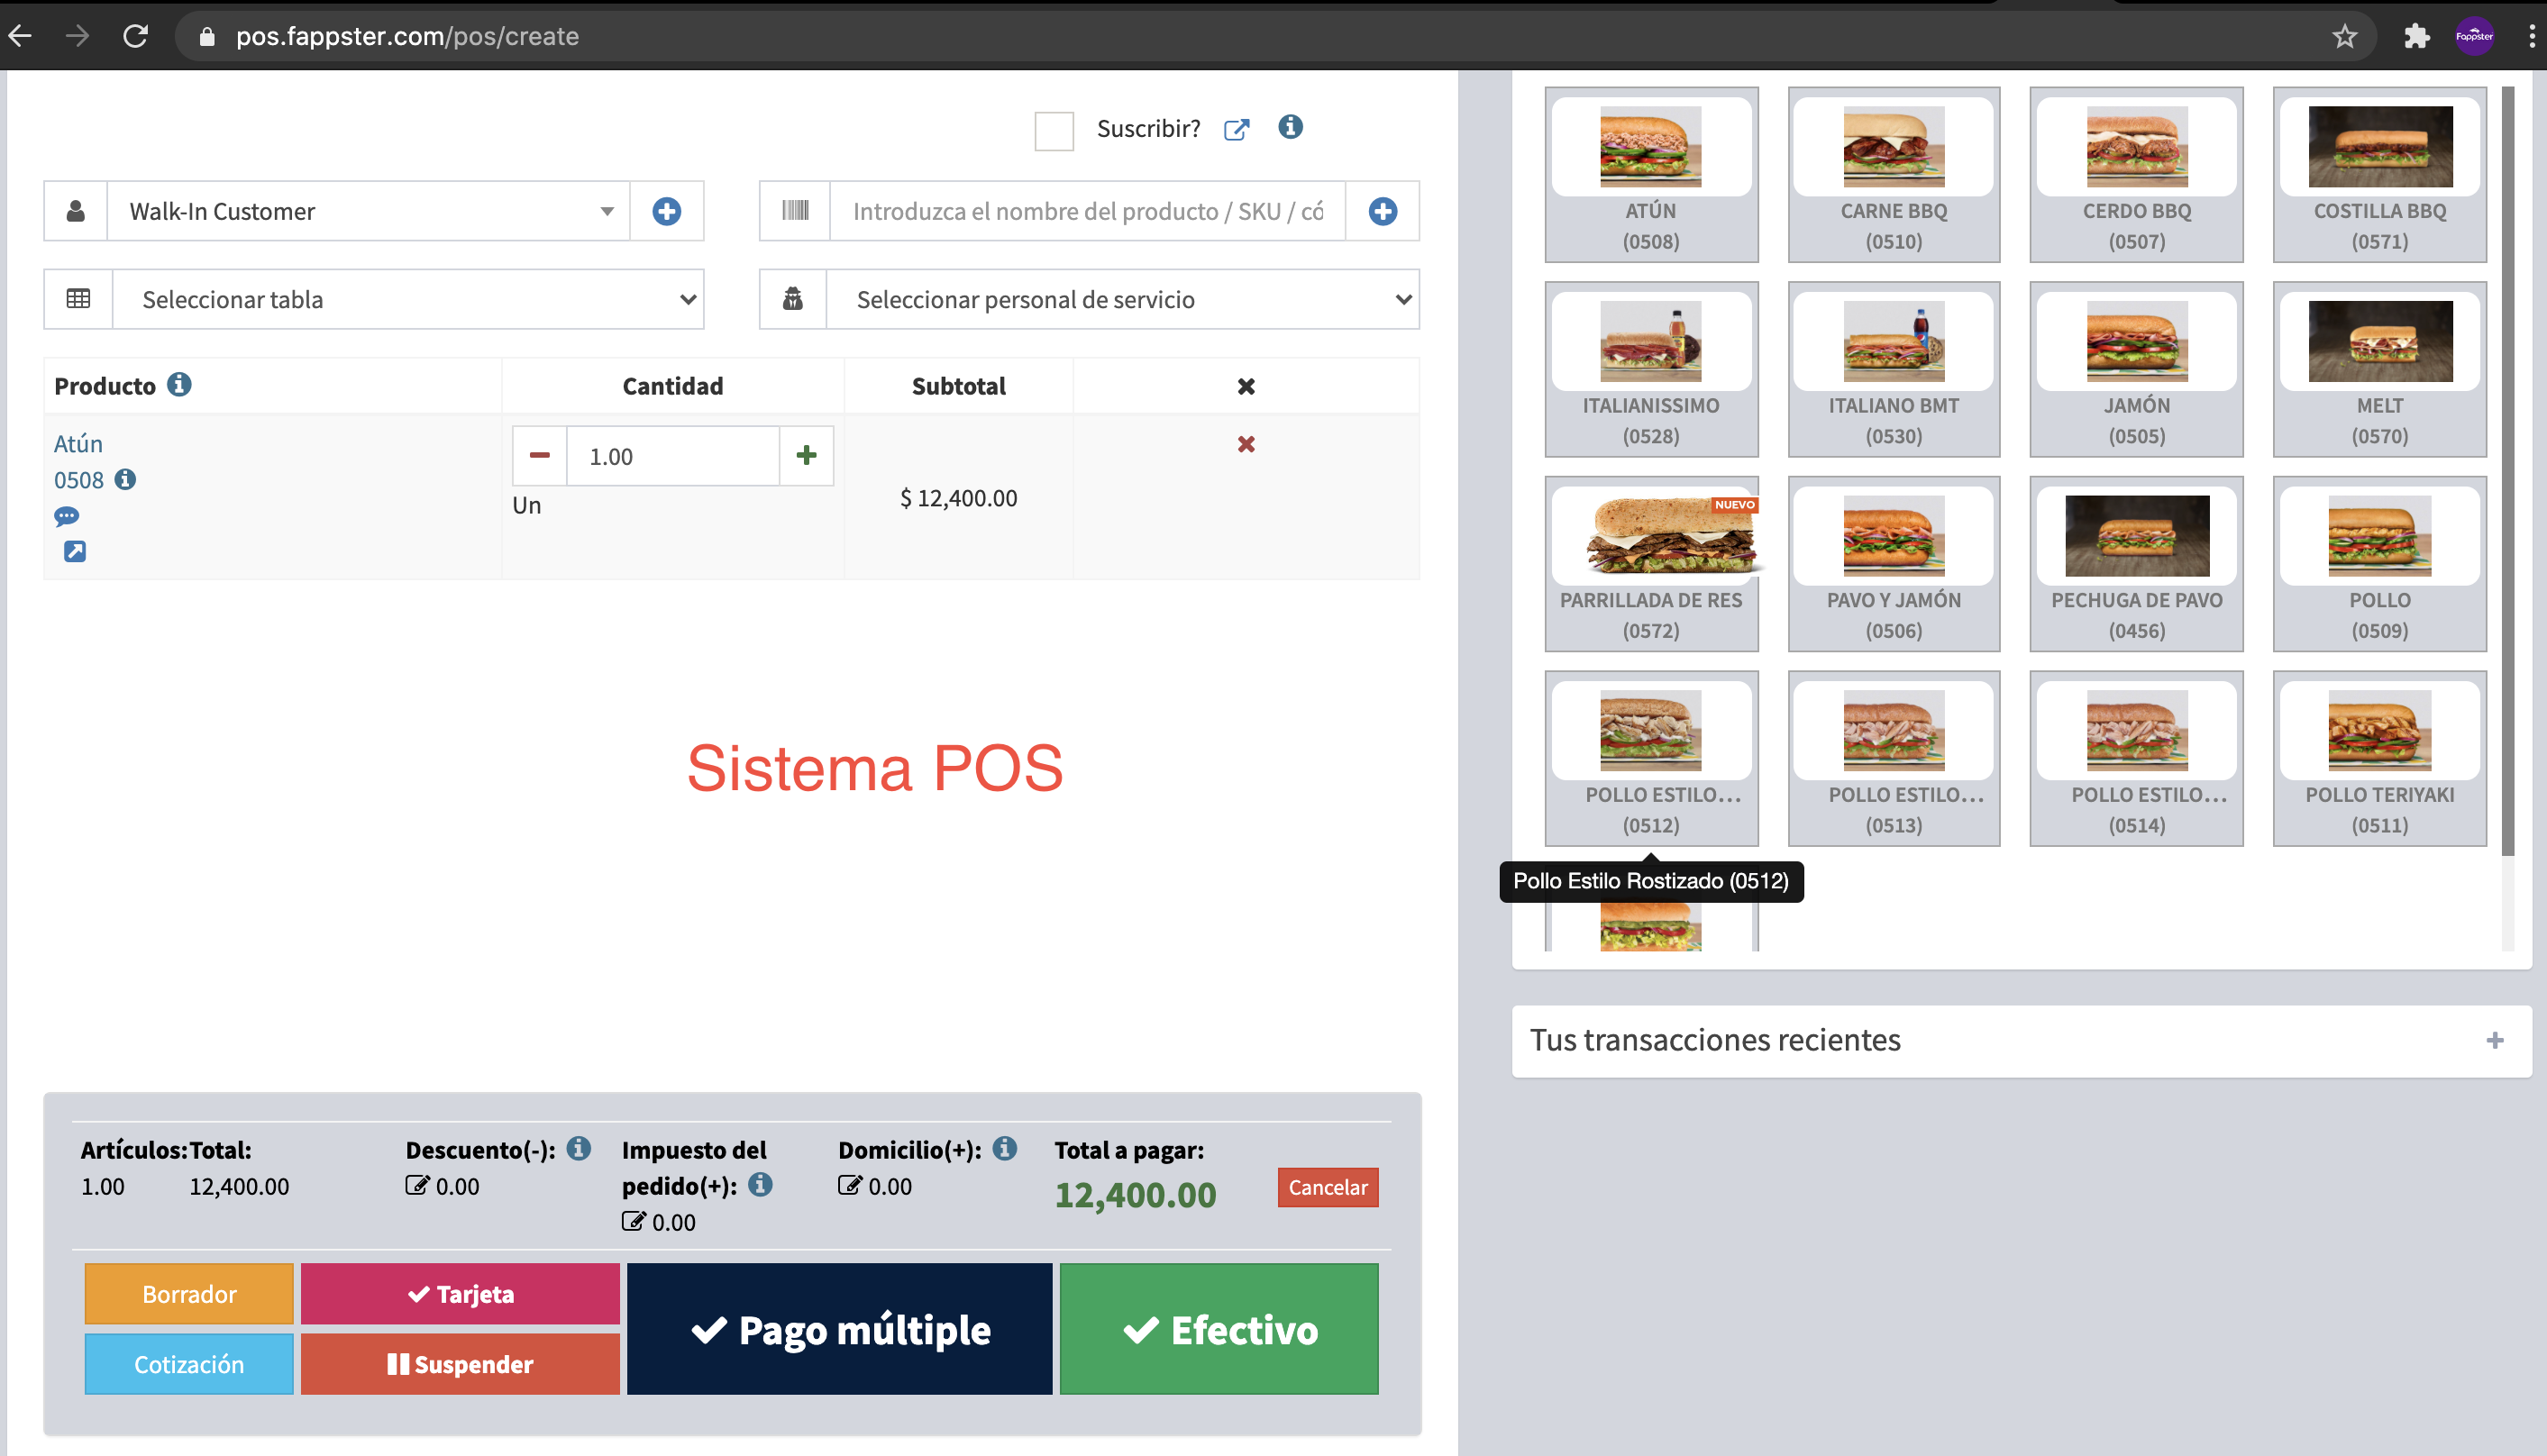 pos.fappster.com/pos/create
Fappster
Suscribir?
Walk-In Customer
Introduzca el nombre del producto / SKU / có
Seleccionar tabla
Seleccionar personal de servicio
Producto Cantidad Subtotal
Atún
0508
1.00
Un
$ 12,400.00
Sistema POS
Artículos: Total: Descuento(-): Impuesto del pedido(+): Domicilio(+): Total a pagar:
1.00 12,400.00 0.00 0.00 0.00 12,400.00
Cancelar
Borrador
Tarjeta
Pago múltiple
Efectivo
Cotización
Suspender
ATÚN
(0508)
CARNE BBQ
(0510)
CERDO BBQ
(0507)
COSTILLA BBQ
(0571)
ITALIANISSIMO
(0528)
ITALIANO BMT
(0530)
JAMÓN
(0505)
MELT
(0570)
NUEVO
PARRILLADA DE RES
(0572)
PAVO Y JAMÓN
(0506)
PECHUGA DE PAVO
(0456)
POLLO
(0509)
POLLO ESTILO...
(0512)
POLLO ESTILO...
(0513)
POLLO ESTILO...
(0514)
POLLO TERIYAKI
(0511)
Pollo Estilo Rostizado (0512)
Tus transacciones recientes